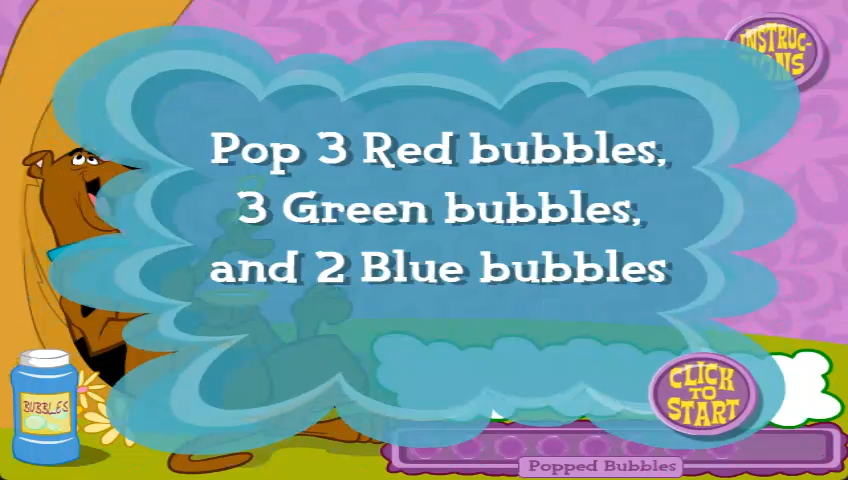 INSTRUC-
TIONS
Pop 3 Red bubbles,
3 Green bubbles,
and 2 Blue bubbles
CLICK
TO
START
BUBBLES
Popped Bubbles